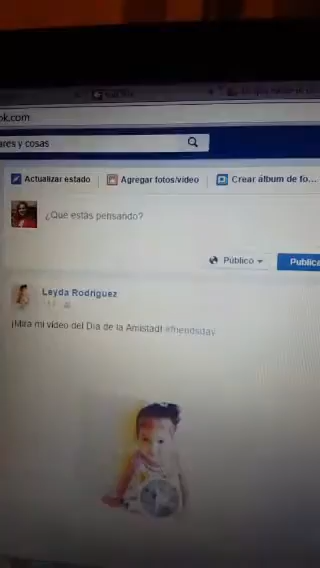 ok.com
ares y cosas
Actualizar estado
Agregar fotos/video
Crear álbum de fo...
¿Qué estás pensando?
Público
Publica
Leyda Rodriguez
¡Mira mi video del Día de la Amistad! #friendsday